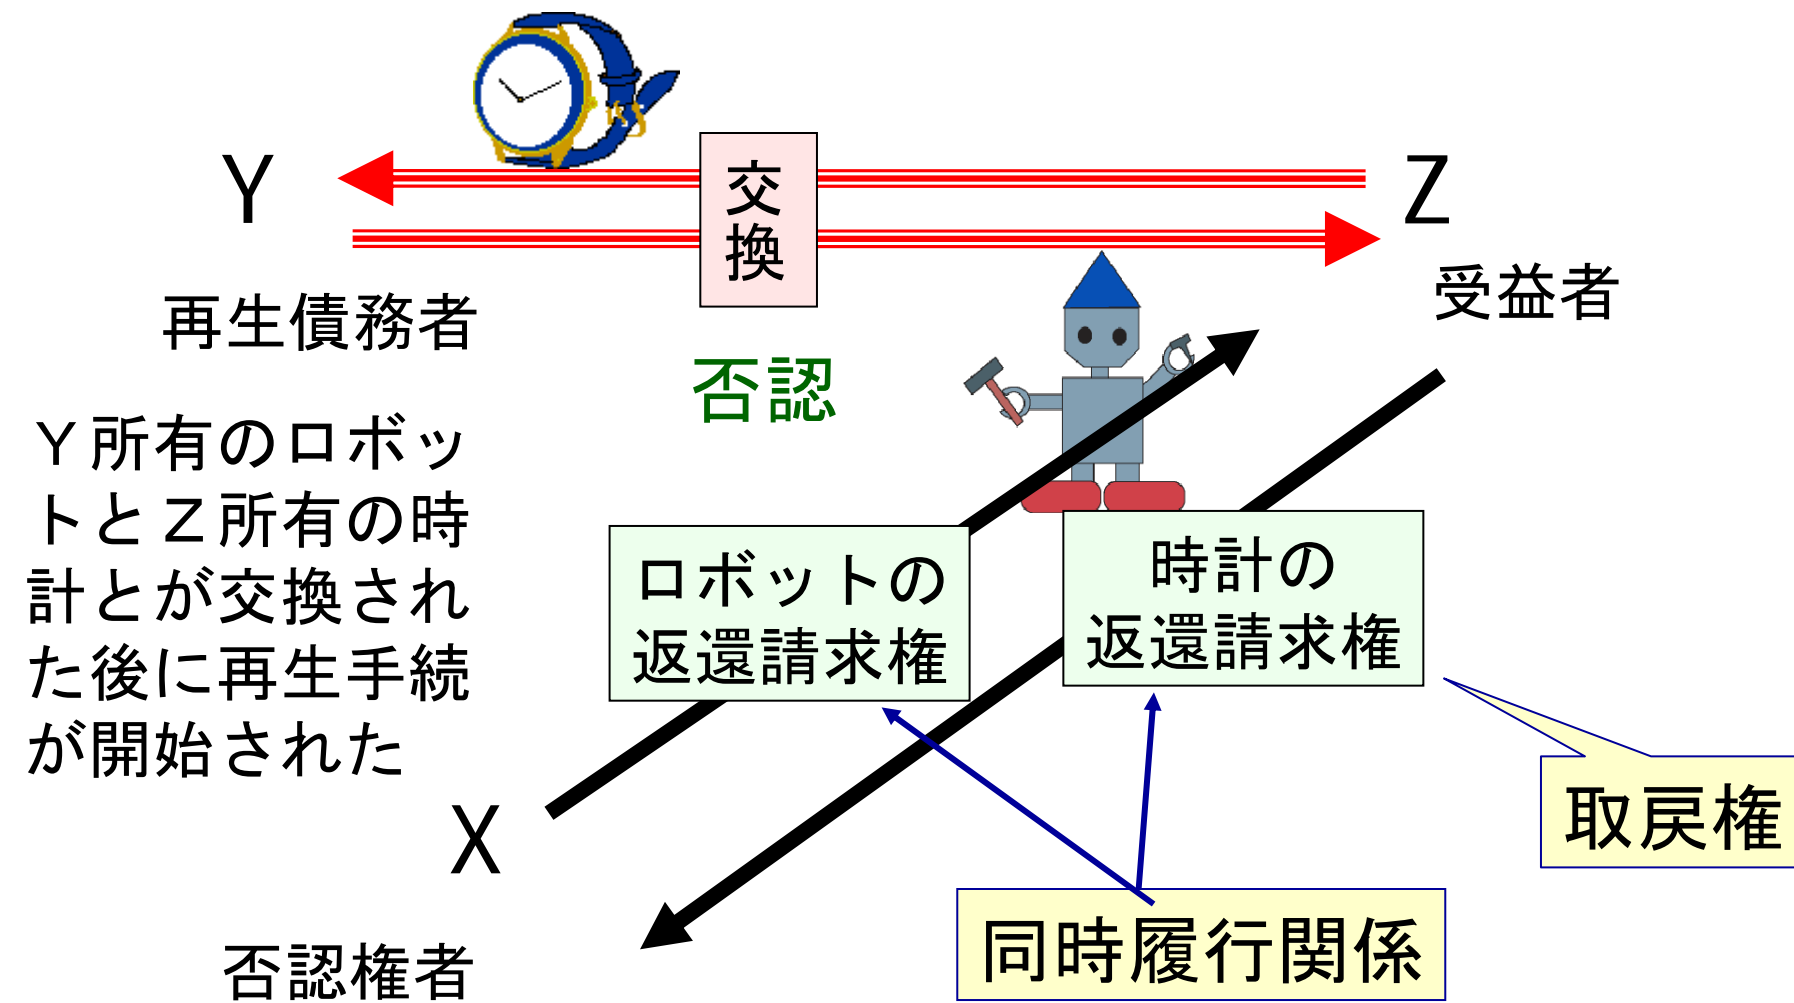 Y
交
換
Z
再生債務者
受益者
否認
Ｙ所有のロボッ
トとＺ所有の時
計とが交換され
た後に再生手続
が開始された
ロボットの
返還請求権
時計の
返還請求権
取戻権
X
否認権者
同時履行関係